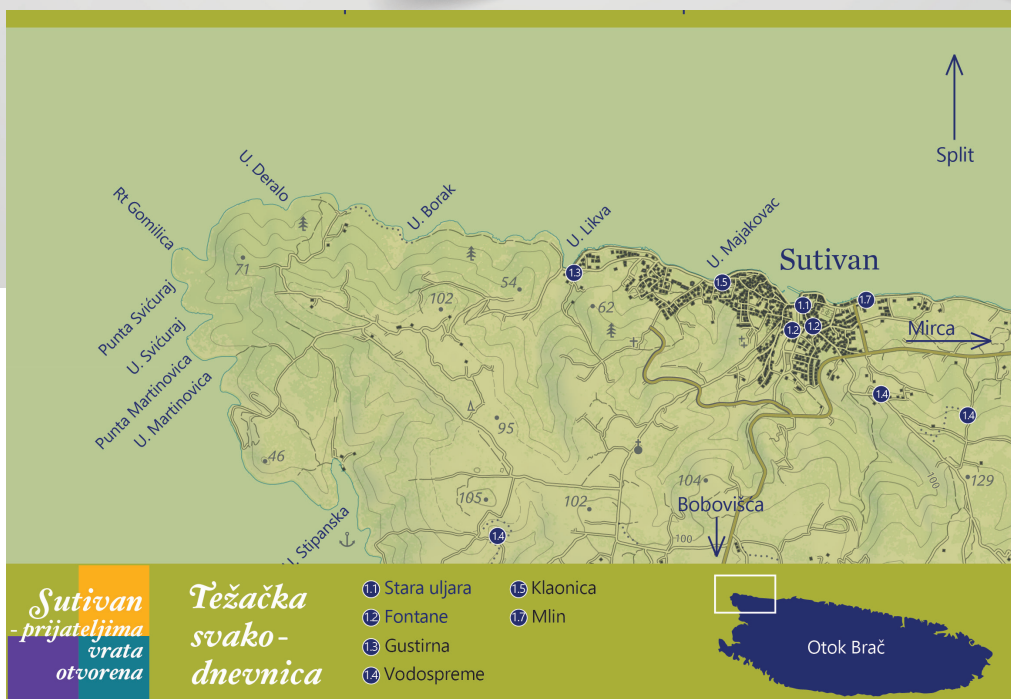 Split
U. Deralo
Rt Gomilica
U. Borak
U. Likva
U. Majakovac
Sutivan
71
54
1.3
1.5
102
62
1.1
1.7
Punta Svićuraj
1.2
1.2
Mirca
U. Svićuraj
Punta Martinovica
U. Martinovica
1.4
1.4
95
46
104
100
129
105
102
Bobovišća
U. Stipanska
1.4
100
Sutivan
- prijateljima
vrata
otvorena
Težačka
svako-
dnevnica
1.1 Stara uljara
1.2 Fontane
1.3 Gustirna
1.4 Vodospreme
1.5 Klaonica
1.7 Mlin
Otok Brač